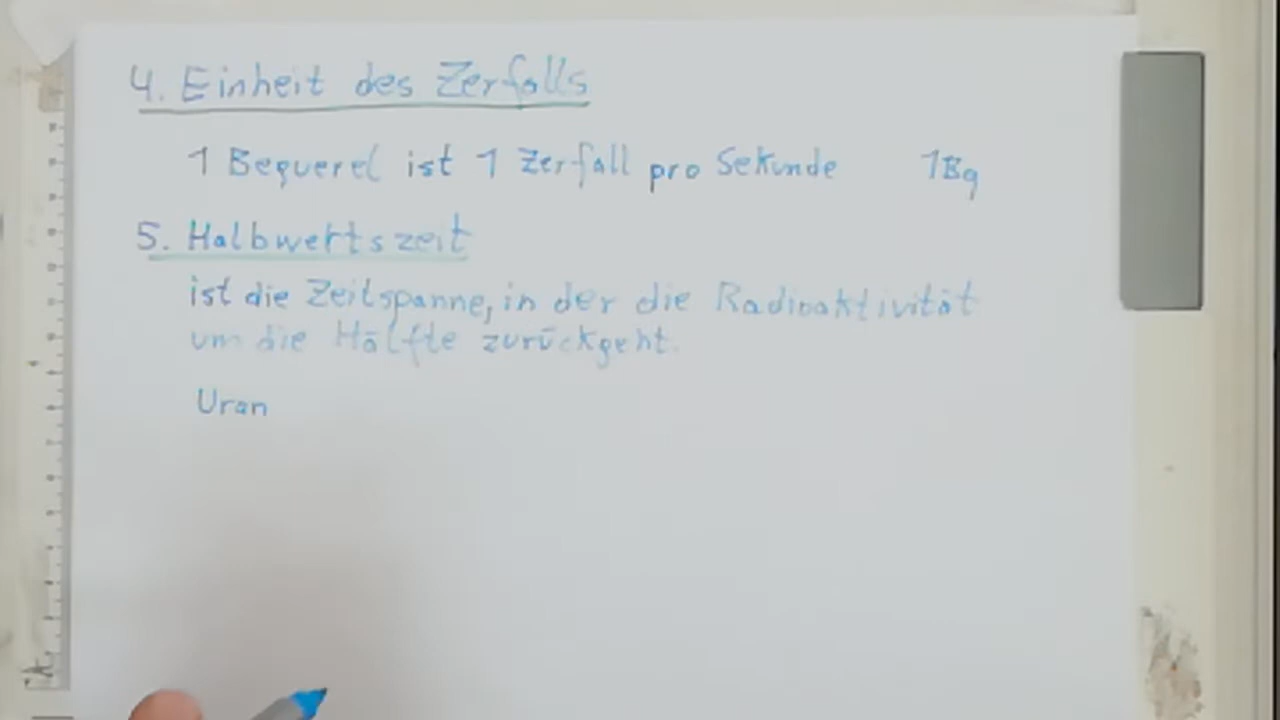 4. Einheit des Zerfalls
1 Bequerel ist 1 Zerfall pro Sekunde 1Bq
5. Halbwertszeit
ist die Zeitspanne, in der die Radioaktivität
um die Hälfte zurückgeht.
Uran